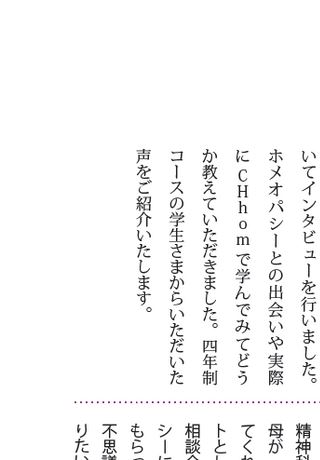 いてインタビューを行いました。
ホメオパシーとの出会いや実際
にCHhomで学んでみてどう
か教えていただきました。四年制
コースの学生さまからいただいた
声をご紹介いたします。
精神科
母が
てくれ
トとし
相談会
シーに
もらっ
不思議
りたい